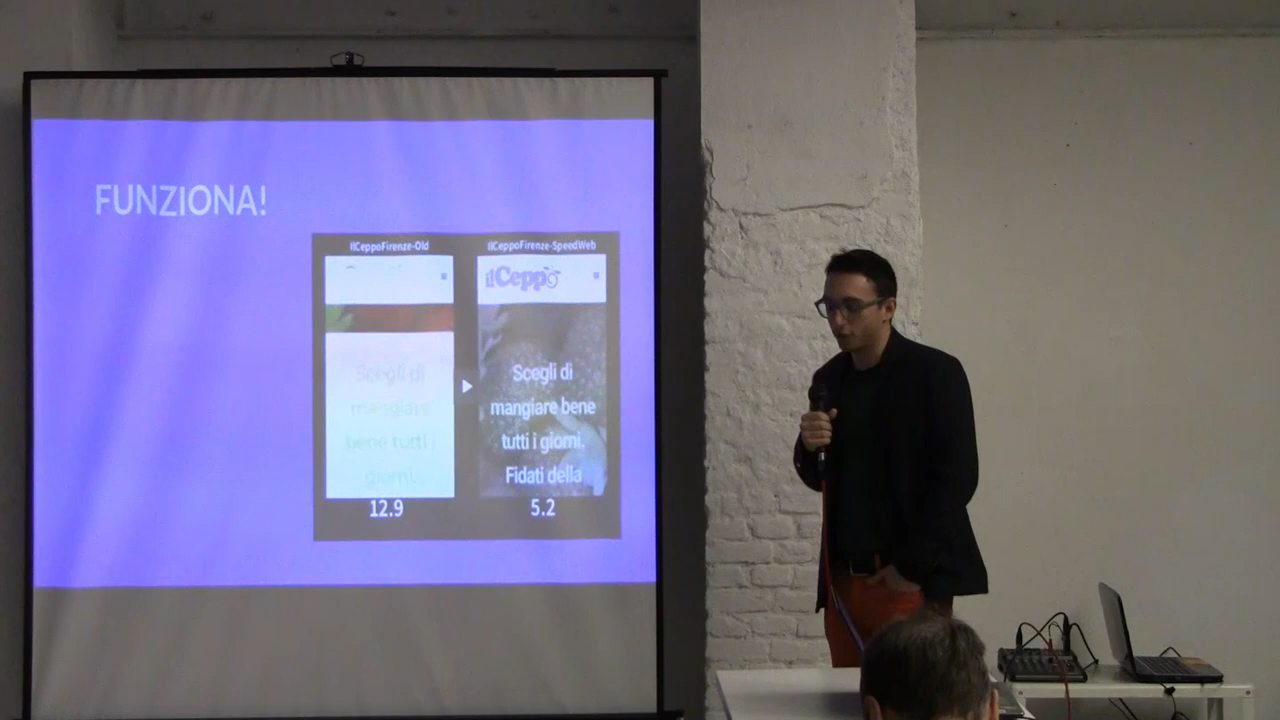 FUNZIONA!
IlCeppoFirenze-Old
IlCeppoFirenze-SpeedWeb
ilCeppo
Scegli di
mangiare
bene tutti i
giorni.
Scegli di
mangiare bene
tutti i giorni.
Fidati della
12.9
5.2